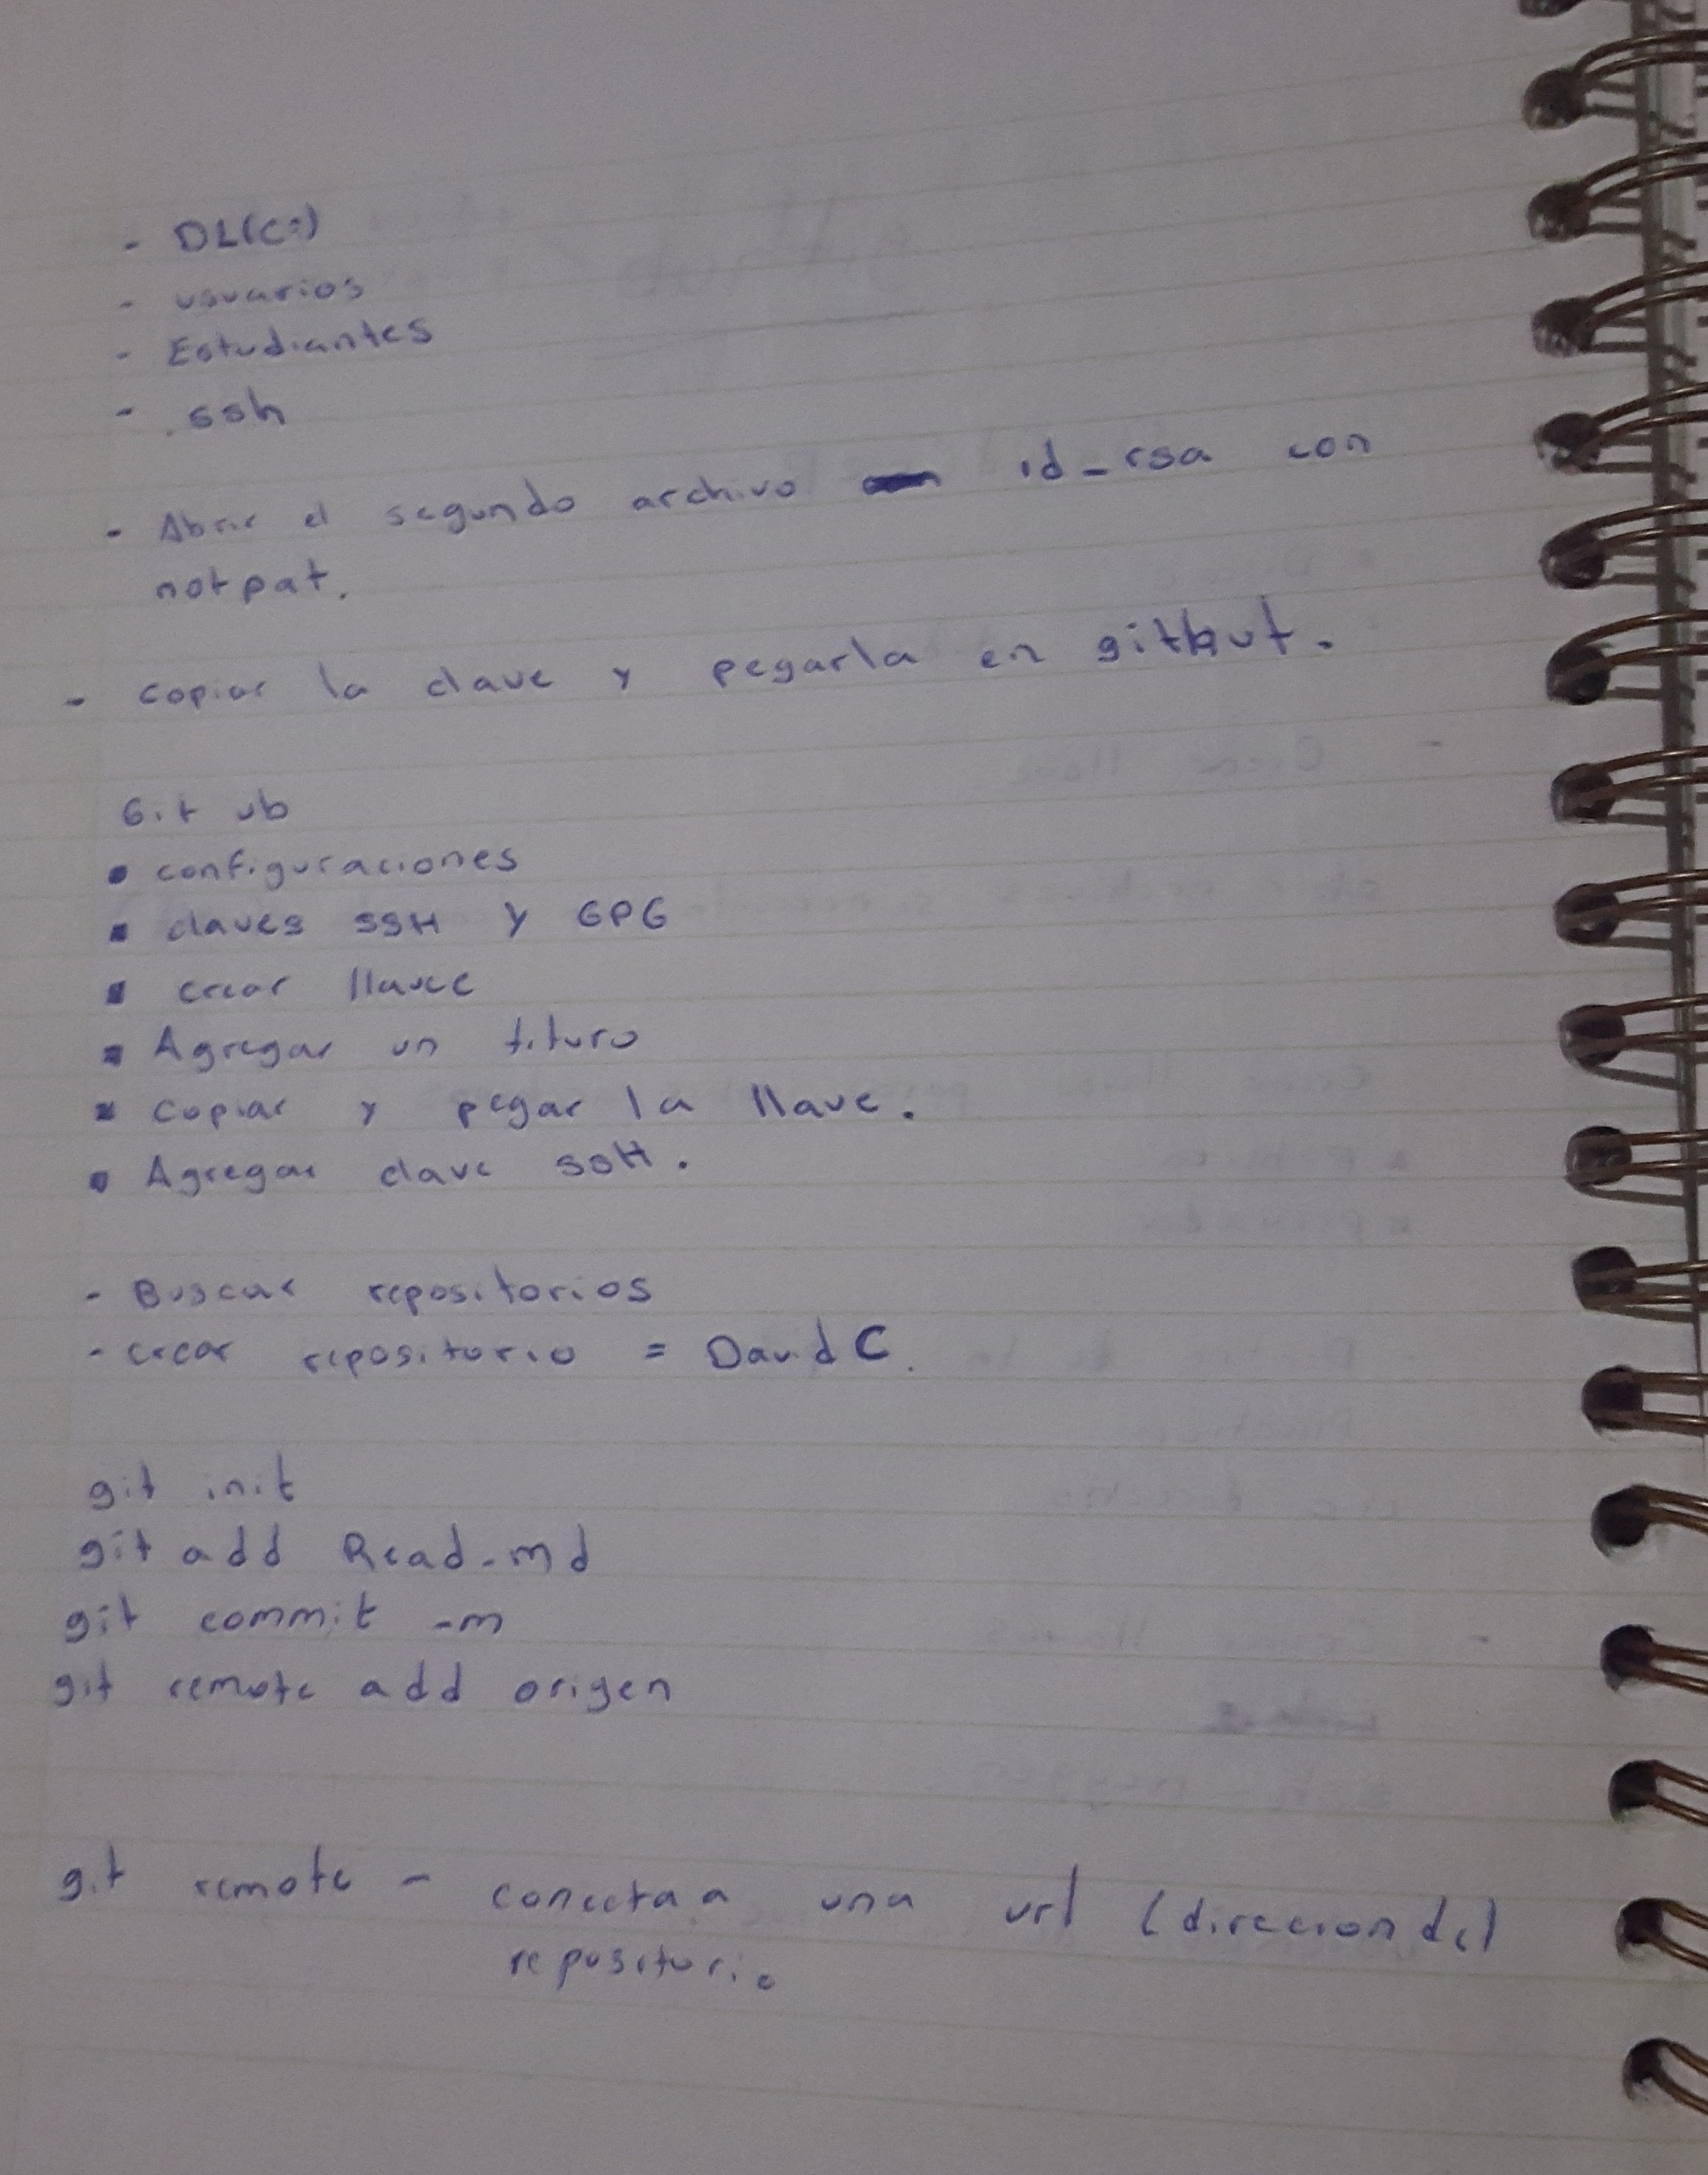 - DL(C:)
- usuarios
- Estudiantes
- .ssh
- Abrir el segundo archivo id_rsa con
notpat.
- copiar la clave y pegarla en githut.
Git ub
• configuraciones
• claves SSH y GPG
• crear llave
• Agregar un tituro
• copiar y pegar la llave.
• Agregar clave SSH.
- Buscar repositorios
- crear repositorio = David C.
git init
git add Read.md
git commit -m
git remote add origen
git remote - conecta a una url (direcion del)
repositorio